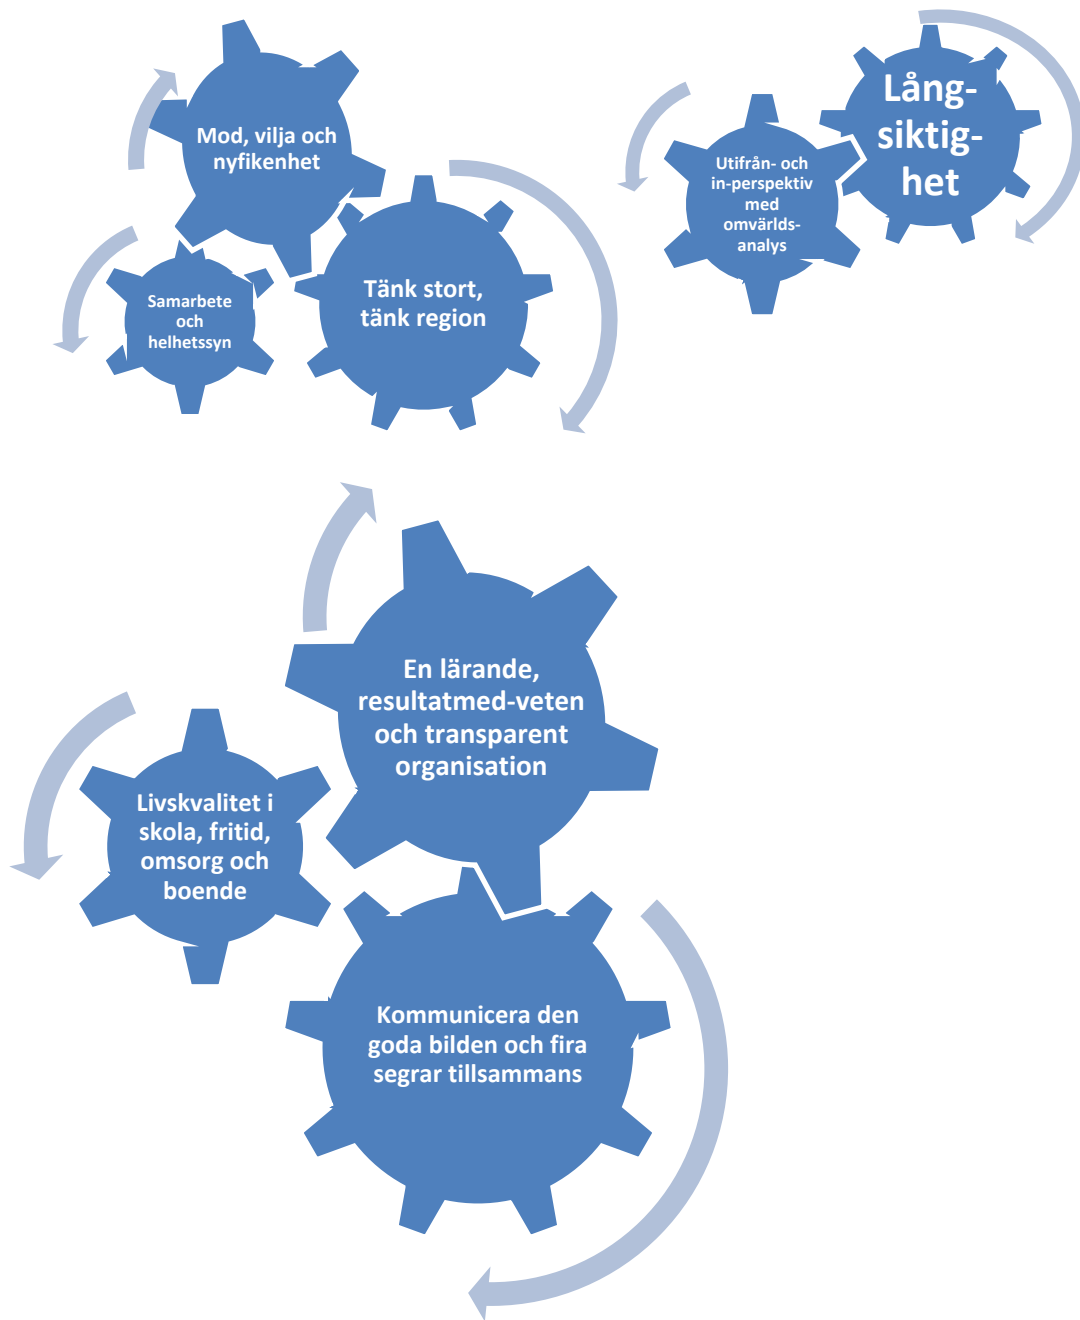 Mod, vilja och
nyfikenhet
Samarbete
och
helhetssyn
Tänk stort,
tänk region
Utifrån- och
in-perspektiv
med
omvärlds-
analys
Lång-
siktig-
het
En lärande,
resultatmed-veten
och transparent
organisation
Livskvalitet i
skola, fritid,
omsorg och
boende
Kommunicera den
goda bilden och fira
segrar tillsammans